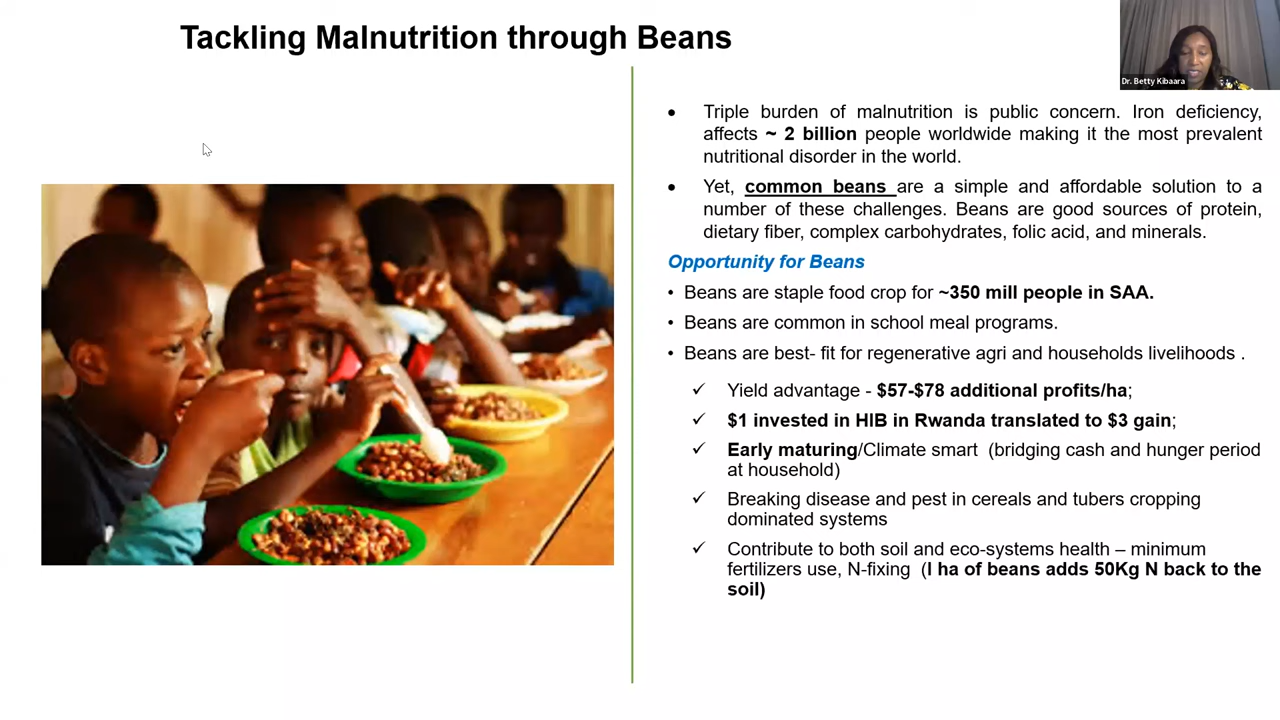 Tackling Malnutrition through Beans
Dr. Betty Kibaara
• Triple burden of malnutrition is public concern. Iron deficiency,
affects ~ 2 billion people worldwide making it the most prevalent
nutritional disorder in the world.
• Yet, common beans are a simple and affordable solution to a
number of these challenges. Beans are good sources of protein,
dietary fiber, complex carbohydrates, folic acid, and minerals.
Opportunity for Beans
• Beans are staple food crop for ~350 mill people in SAA.
• Beans are common in school meal programs.
• Beans are best- fit for regenerative agri and households livelihoods .
✓ Yield advantage - $57-$78 additional profits/ha;
✓ $1 invested in HIB in Rwanda translated to $3 gain;
✓ Early maturing/Climate smart (bridging cash and hunger period
at household)
✓ Breaking disease and pest in cereals and tubers cropping
dominated systems
✓ Contribute to both soil and eco-systems health – minimum
fertilizers use, N-fixing (I ha of beans adds 50Kg N back to the
soil)